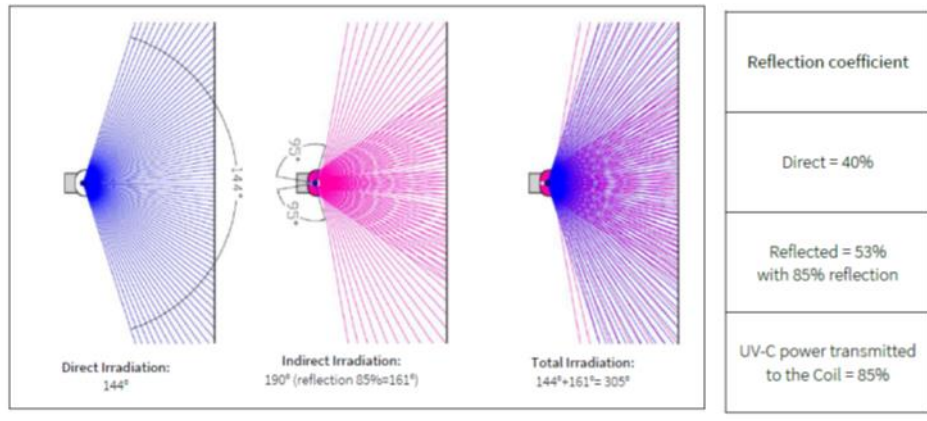 144°
95°
95°
Direct Irradiation:
144°
Indirect Irradiation:
190° (reflection 85%=161°)
Total Irradiation:
144°+161°= 305°
Reflection coefficient
Direct = 40%
Reflected = 53%
with 85% reflection
UV-C power transmitted
to the Coil = 85%